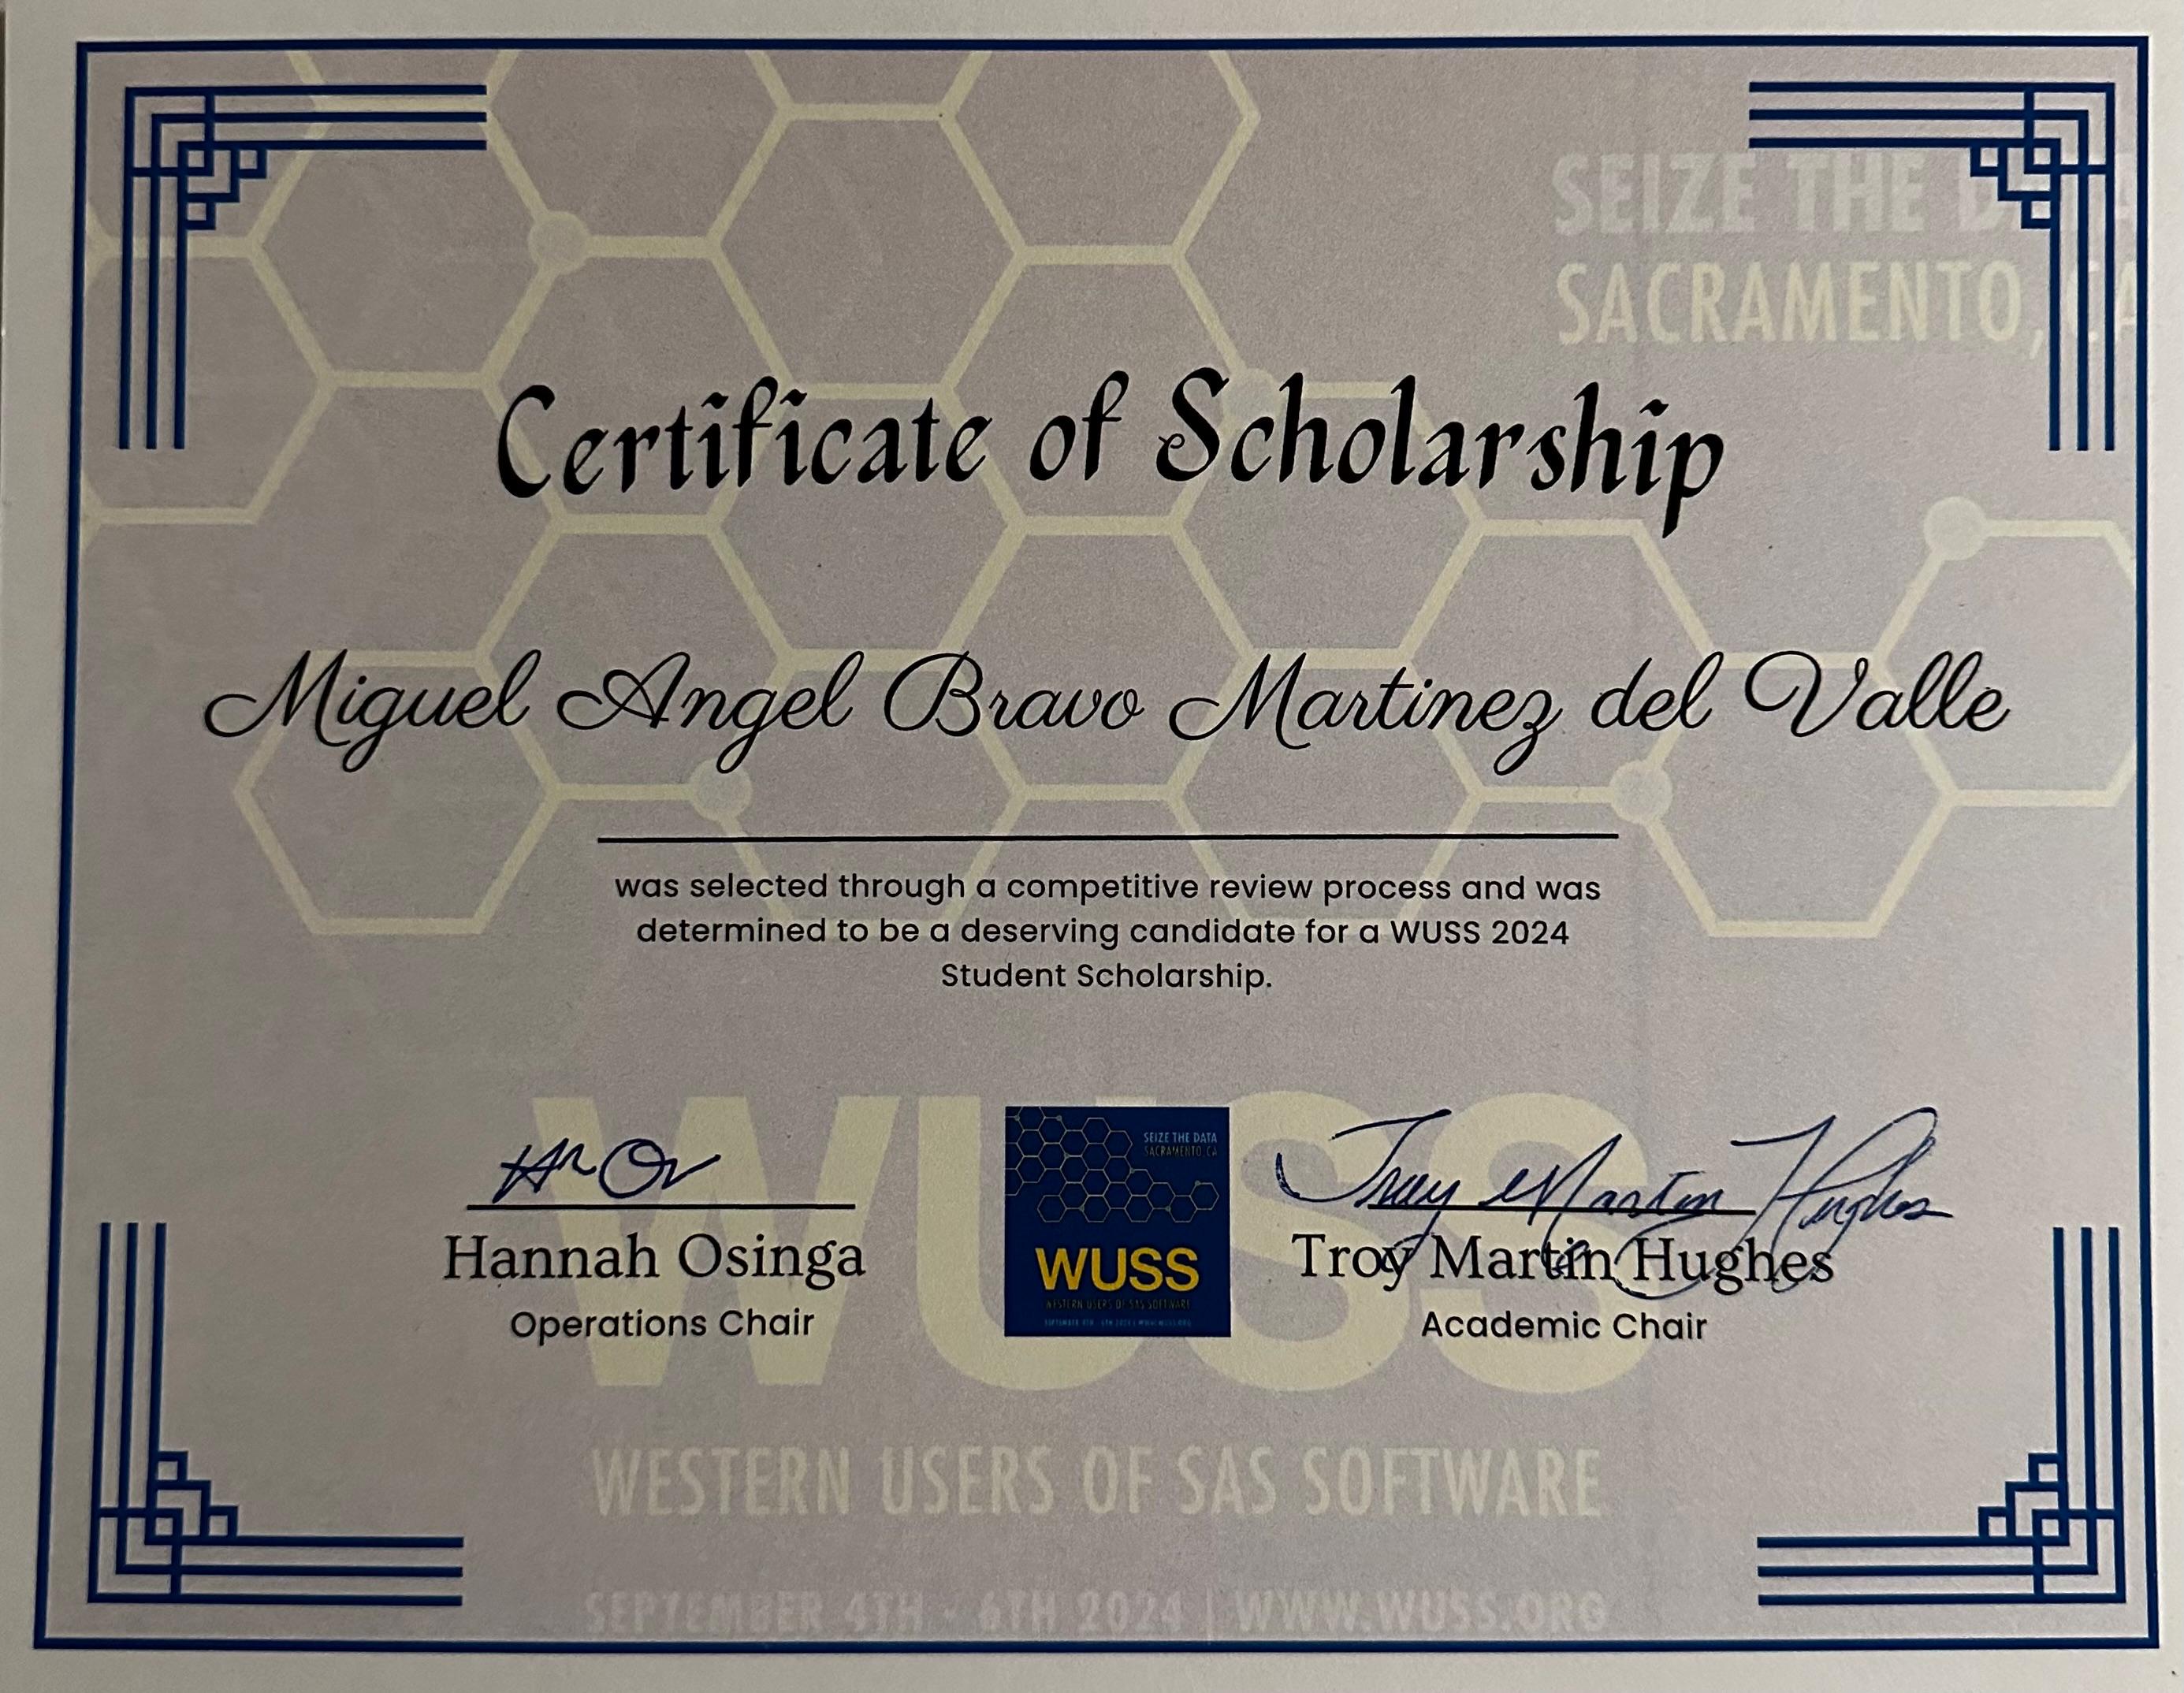 SEIZE THE DATA
SACRAMENTO, CA
Certificate of Scholarship
Miguel Angel Bravo Martinez del Valle
was selected through a competitive review process and was
determined to be a deserving candidate for a WUSS 2024
Student Scholarship.
WUSS
Hannah Osinga
Operations Chair
SEIZE THE DATA
SACRAMENTO, CA
WUSS
WESTERN USERS OF SAS SOFTWARE
SEPTEMBER 4TH - 6TH 2024 | WWW.WUSS.ORG
Troy Martin Hughes
Troy Martin Hughes
Academic Chair
WESTERN USERS OF SAS SOFTWARE
SEPTEMBER 4TH - 6TH 2024 | WWW.WUSS.ORG